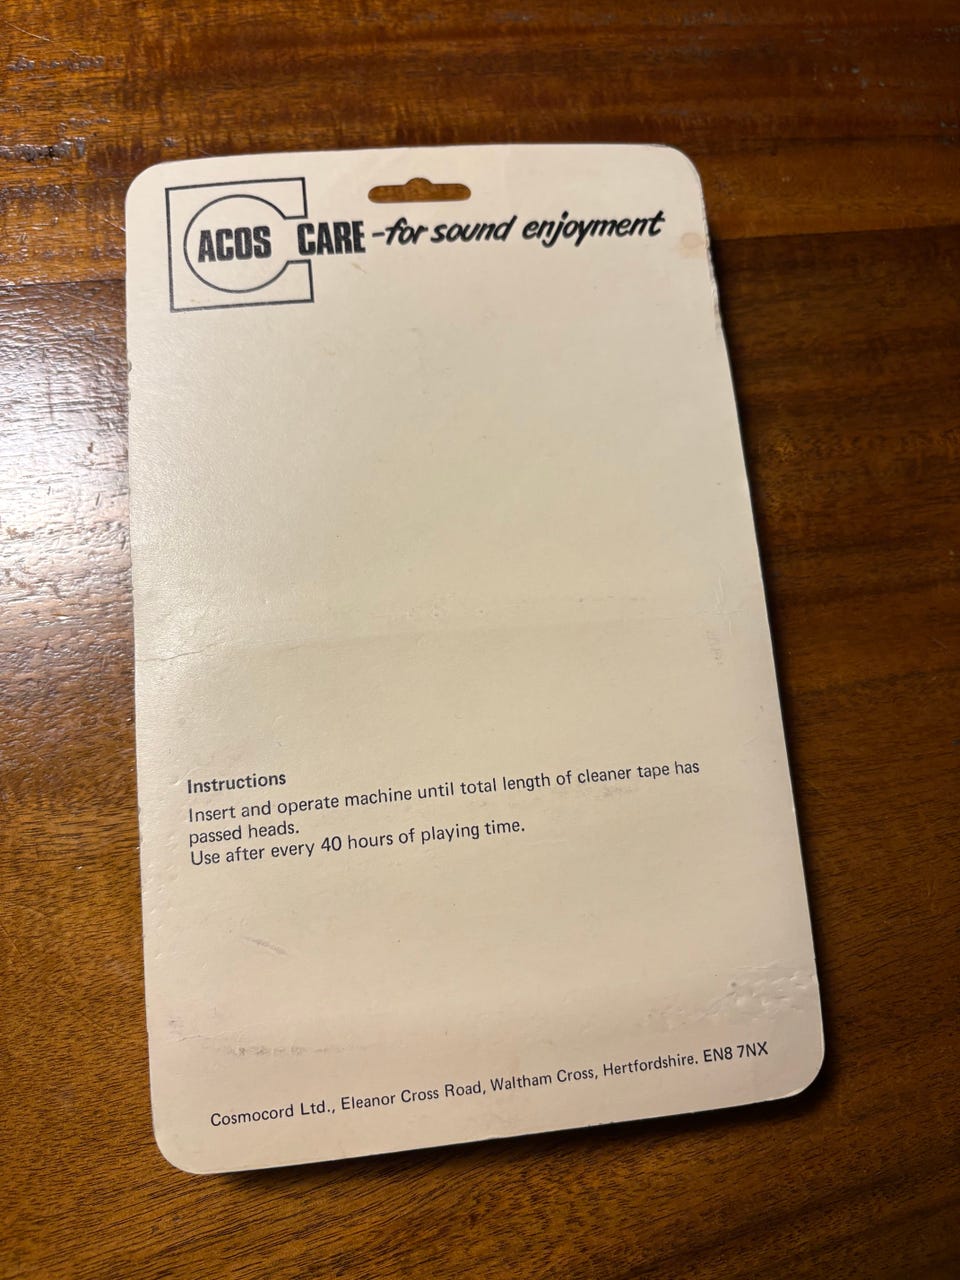 ACOS CARE -for sound enjoyment
Instructions
Insert and operate machine until total length of cleaner tape has
passed heads.
Use after every 40 hours of playing time.
Cosmocord Ltd., Eleanor Cross Road, Waltham Cross, Hertfordshire. EN8 7NX